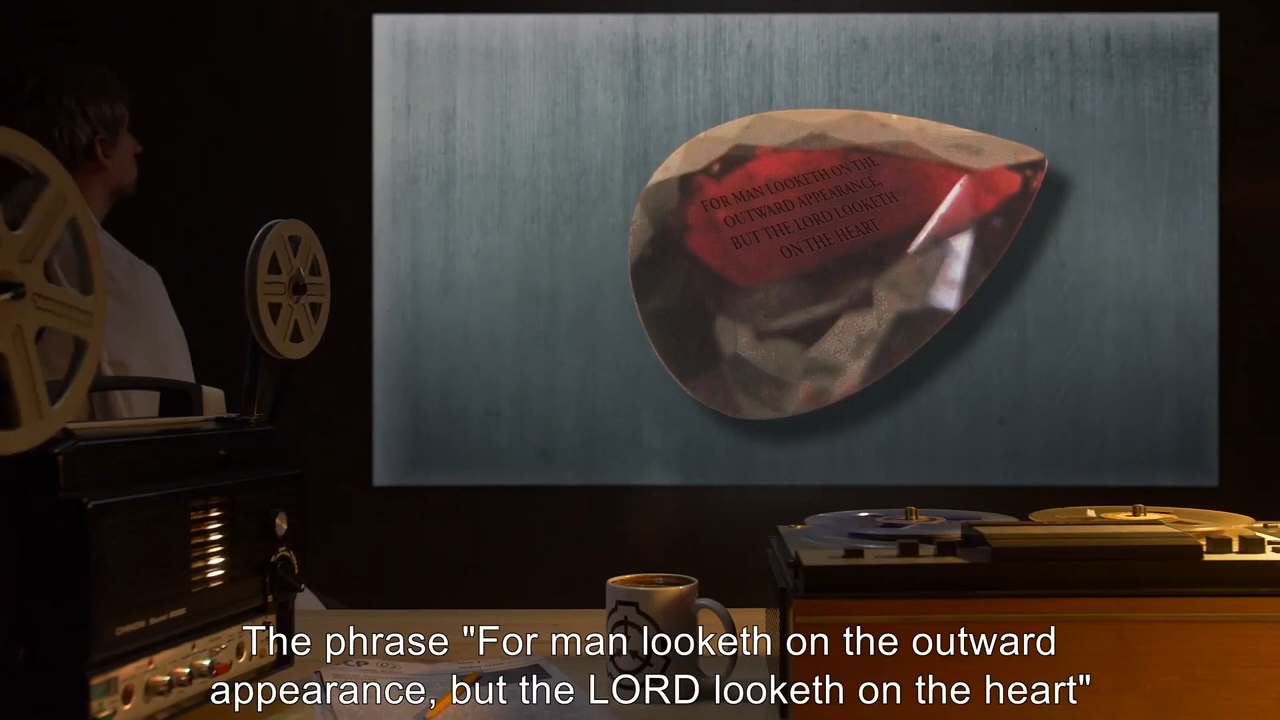 FOR MAN LOOKETH ON THE
OUTWARD APPEARANCE,
BUT THE LORD LOOKETH
ON THE HEART
CP
The phrase "For man looketh on the outward
appearance, but the LORD looketh on the heart"